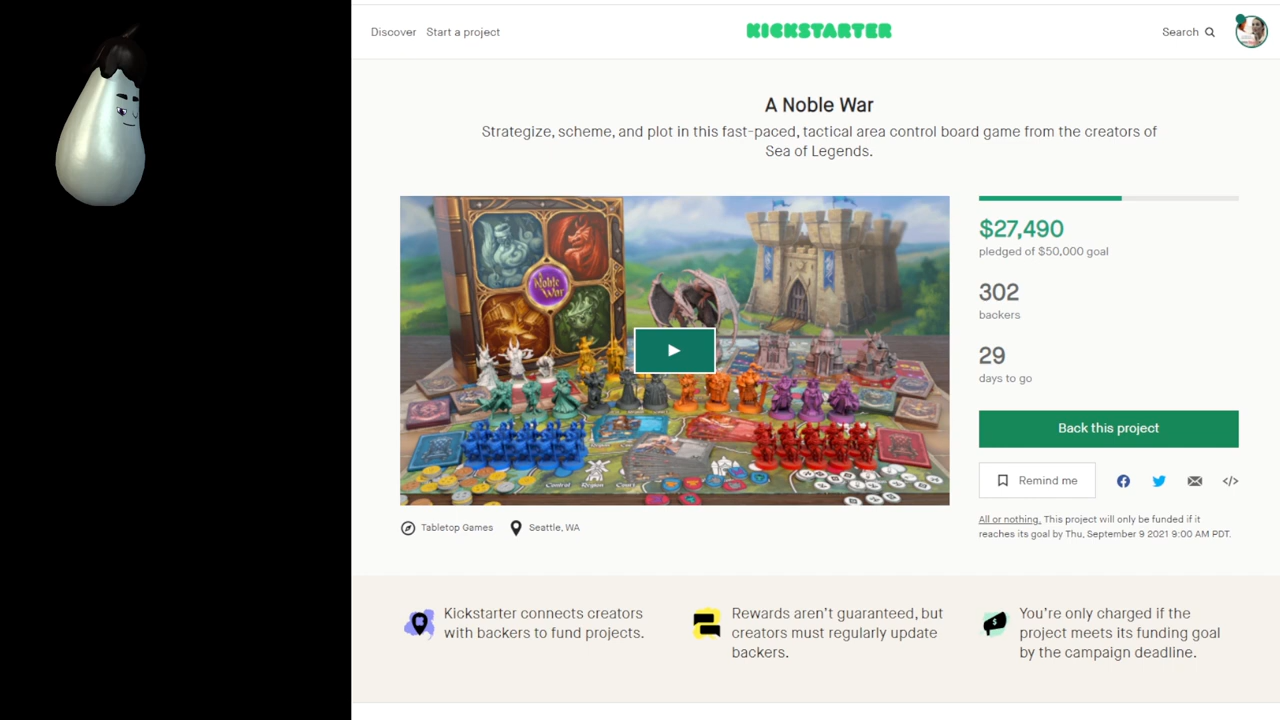 Discover Start a project
KICKSTARTER
Search
A Noble War
Strategize, scheme, and plot in this fast-paced, tactical area control board game from the creators of
Sea of Legends.
Noble
War
$27,490
pledged of $50,000 goal
302
backers
29
days to go
Back this project
Remind me
</>
Tabletop Games Seattle, WA
All or nothing. This project will only be funded if it
reaches its goal by Thu, September 9 2021 9:00 AM PDT.
Kickstarter connects creators
with backers to fund projects.
Rewards aren't guaranteed, but
creators must regularly update
backers.
You're only charged if the
project meets its funding goal
by the campaign deadline.